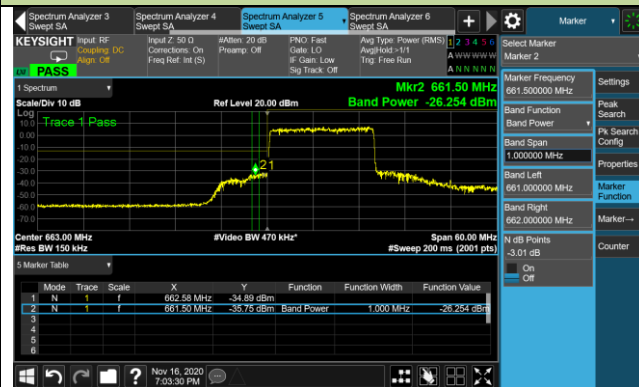 Spectrum Analyzer 3
Swept SA
Spectrum Analyzer 4
Swept SA
Spectrum Analyzer 5
Swept SA
Spectrum Analyzer 6
Swept SA
+
Marker
KEYSIGHT
Input: RF
Coupling: DC
Align: Off
Input Z: 50 Ω
Corrections: On
Freq Ref: Int (S)
#Atten: 20 dB
Preamp: Off
PNO: Fast
Gate: LO
IF Gain: Low
Sig Track: Off
Avg Type: Power (RMS)
Avg|Hold:>1/1
Trig: Free Run
1 2 3 4 5 6
A W W W W W
A N N N N N
PASS
Select Marker
Marker 2
1 Spectrum
Scale/Div 10 dB
Ref Level 20.00 dBm
Mkr2 661.50 MHz
Band Power -26.254 dBm
Log
Trace 1 Pass
10.0
0.00
-10.0
-20.0
-30.0
-40.0
-50.0
-60.0
-70.0
21
Center 663.00 MHz
#Video BW 470 kHz*
Span 60.00 MHz
#Res BW 150 kHz
#Sweep 200 ms (2001 pts)
5 Marker Table
Mode Trace Scale X Y Function Function Width Function Value
1 N 1 f 662.58 MHz -34.89 dBm
2 N 1 f 661.50 MHz -35.75 dBm Band Power 1.000 MHz -26.254 dBm
3
4
5
6
Marker Frequency
661.500000 MHz
Band Function
Band Power
Band Span
1.000000 MHz
Band Left
661.000000 MHz
Band Right
662.000000 MHz
N dB Points
-3.01 dB
On
Off
Settings
Peak
Search
Pk Search
Config
Properties
Marker
Function
Marker→
Counter
?
Nov 16, 2020
7:03:30 PM